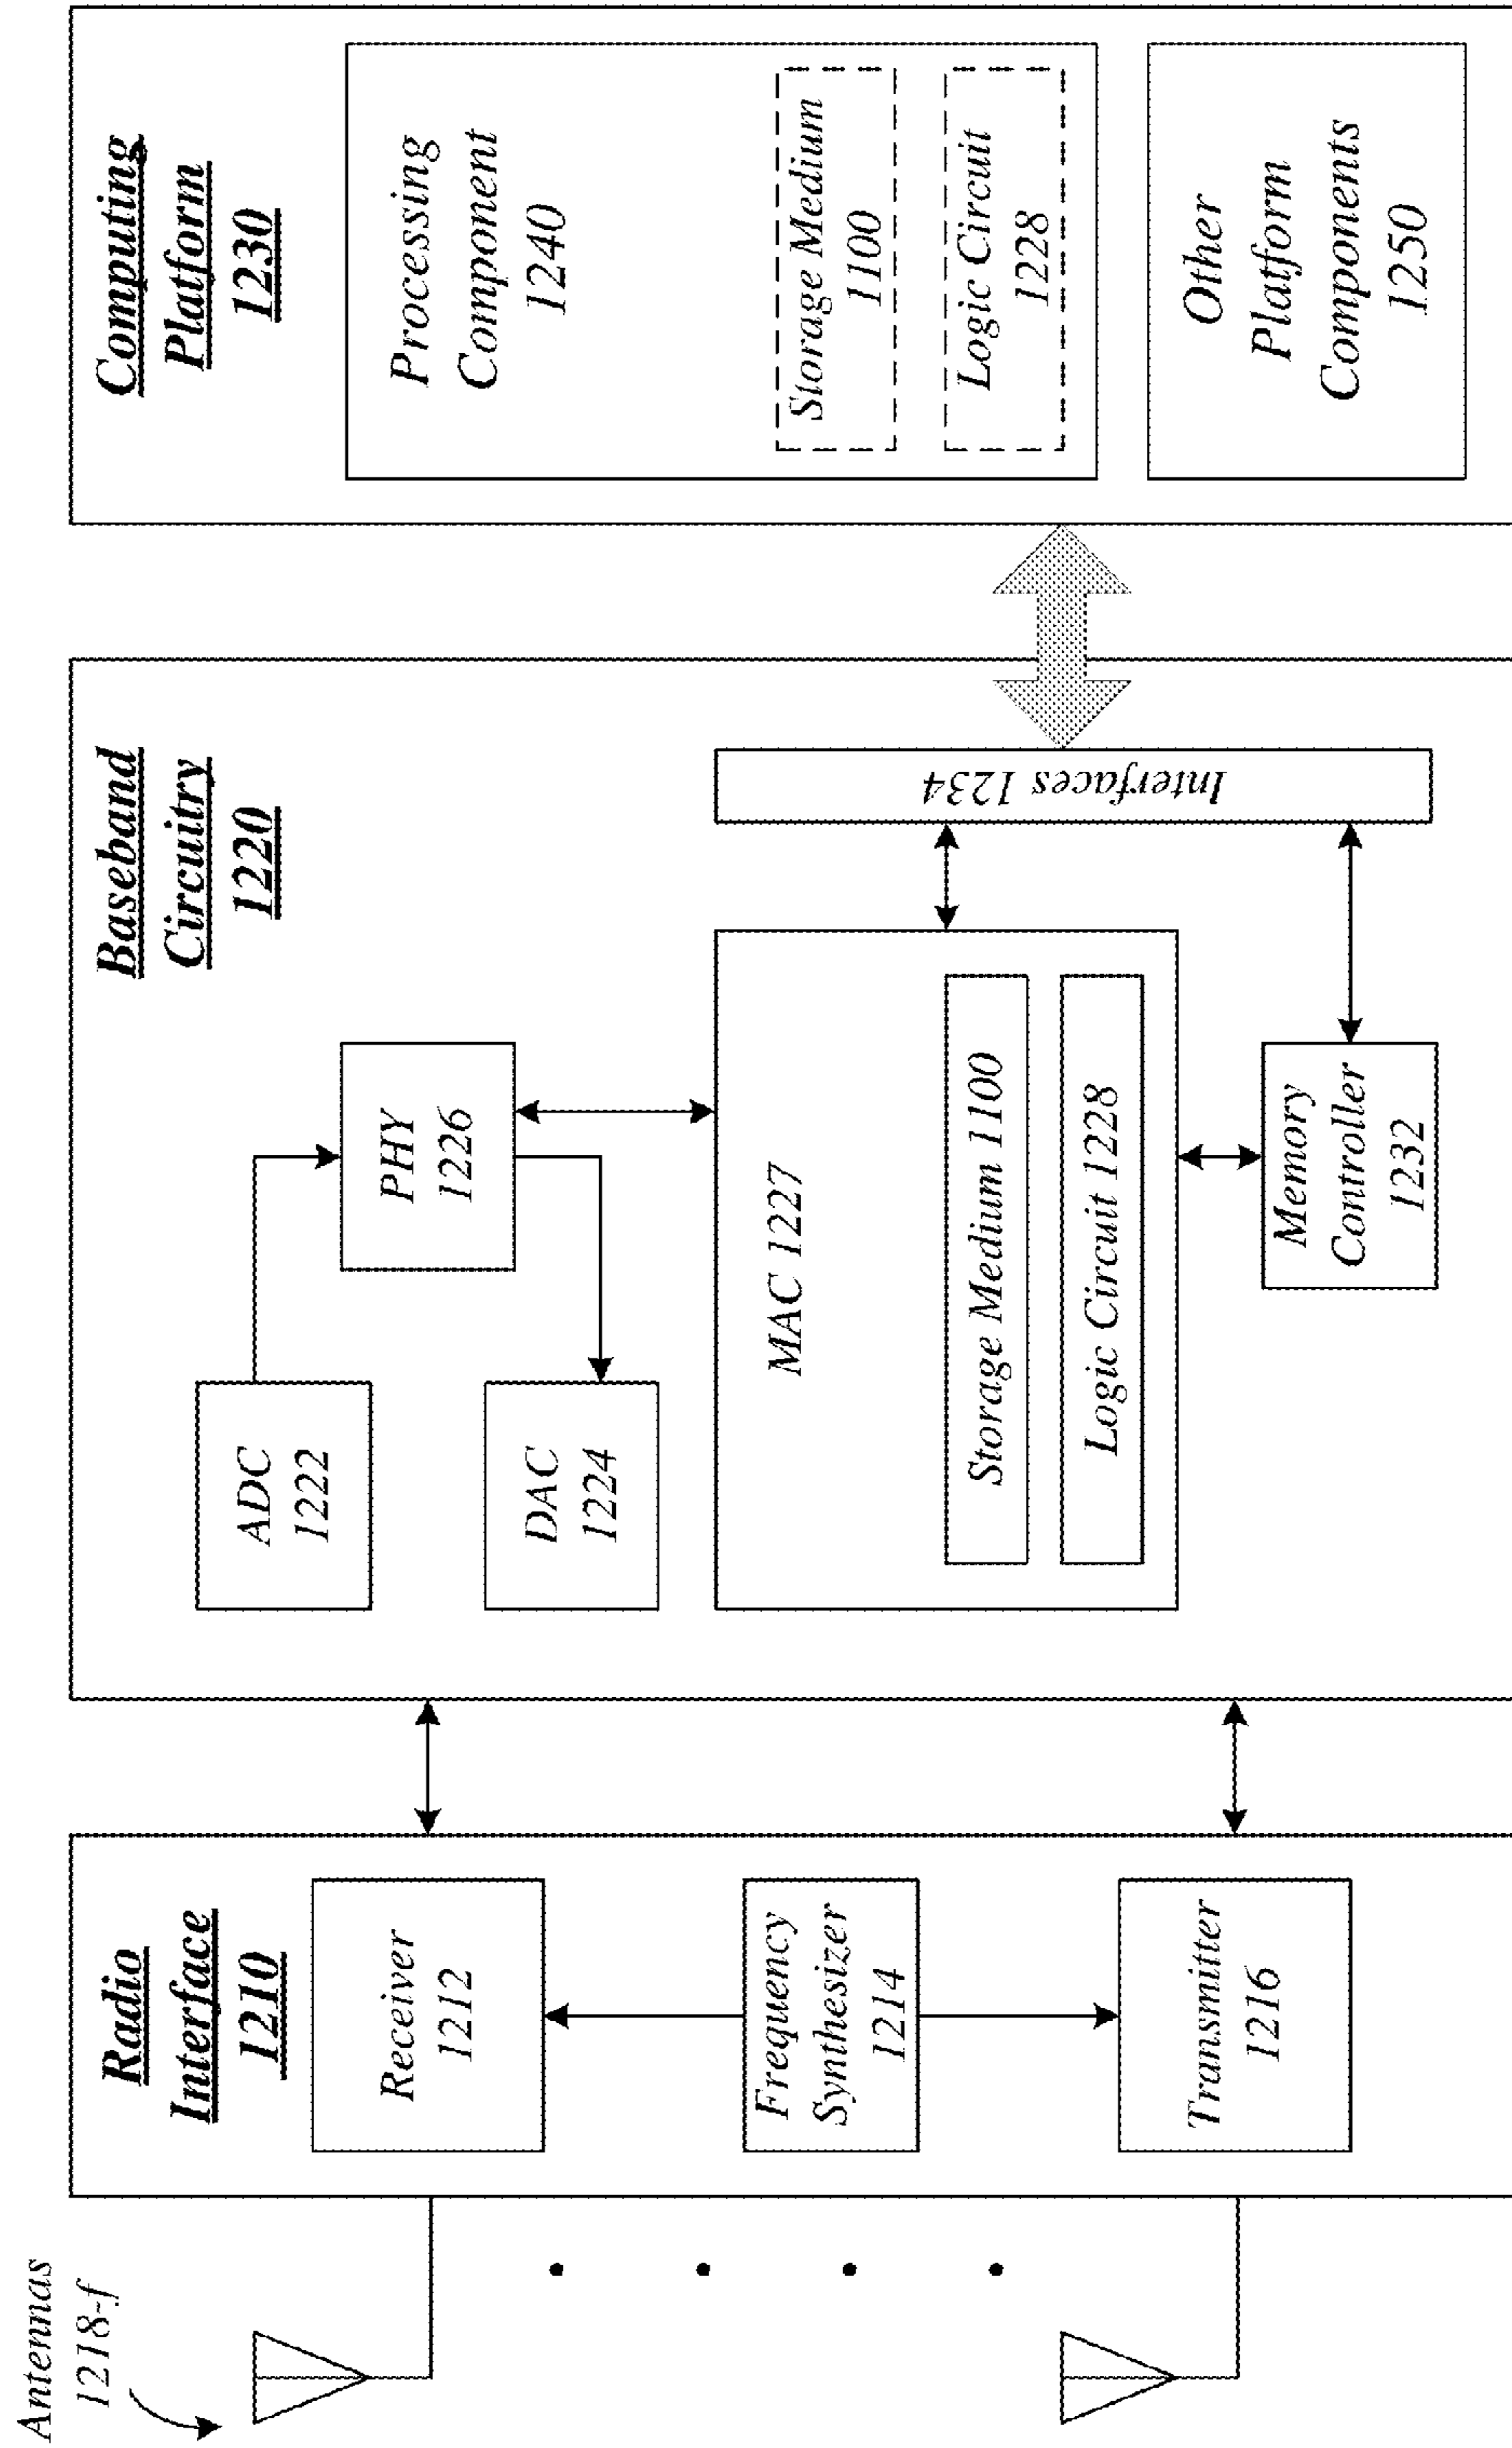 Antennas
1218-f
Radio
Interface
1210
Receiver
1212
Frequency
Synthesizer
1214
Transmitter
1216
Baseband
Circuitry
1220
ADC
1222
PHY
1226
DAC
1224
MAC 1227
Storage Medium 1100
Logic Circuit 1228
Memory
Controller
1232
Interfaces 1234
Computing
Platform
1230
Processing
Component
1240
Storage Medium
1100
Logic Circuit
1228
Other
Platform
Components
1250